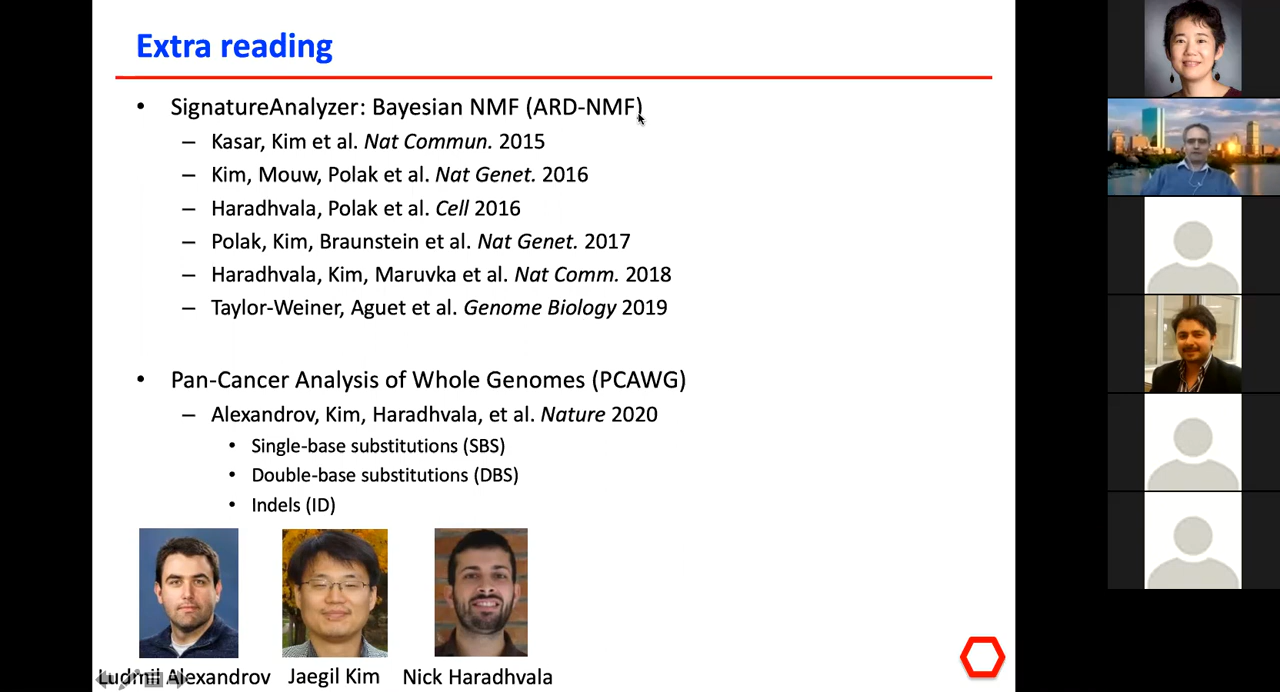 Extra reading
• SignatureAnalyzer: Bayesian NMF (ARD-NMF)
– Kasar, Kim et al. Nat Commun. 2015
– Kim, Mouw, Polak et al. Nat Genet. 2016
– Haradhvala, Polak et al. Cell 2016
– Polak, Kim, Braunstein et al. Nat Genet. 2017
– Haradhvala, Kim, Maruvka et al. Nat Comm. 2018
– Taylor-Weiner, Aguet et al. Genome Biology 2019
• Pan-Cancer Analysis of Whole Genomes (PCAWG)
– Alexandrov, Kim, Haradhvala, et al. Nature 2020
• Single-base substitutions (SBS)
• Double-base substitutions (DBS)
• Indels (ID)
Ludmil Alexandrov Jaegil Kim Nick Haradhvala